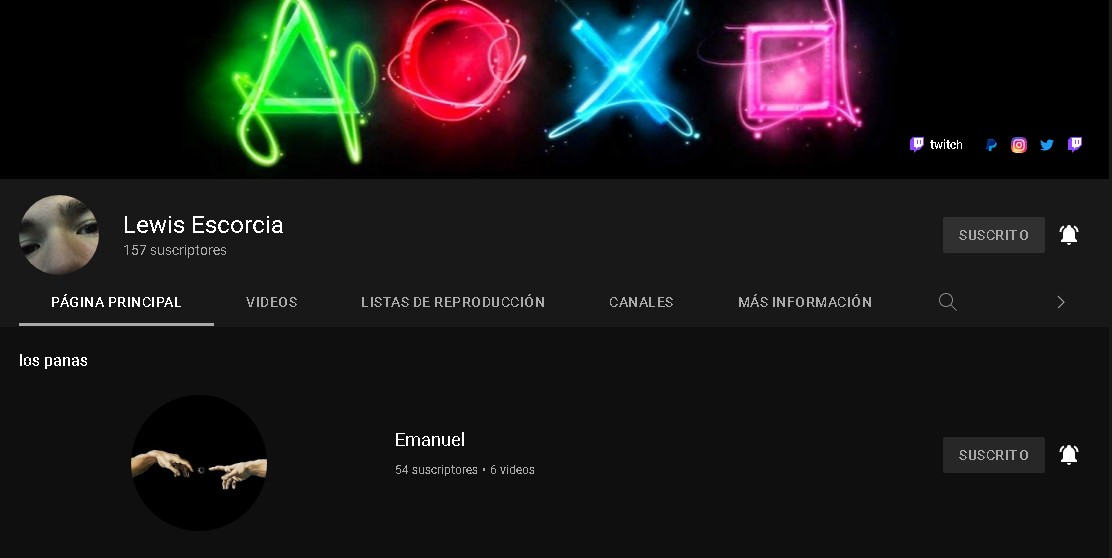 twitch
Lewis Escorcia
157 suscriptores
SUSCRITO
PÁGINA PRINCIPAL VIDEOS LISTAS DE REPRODUCCIÓN CANALES MÁS INFORMACIÓN
los panas
Emanuel
54 suscriptores • 6 videos
SUSCRITO